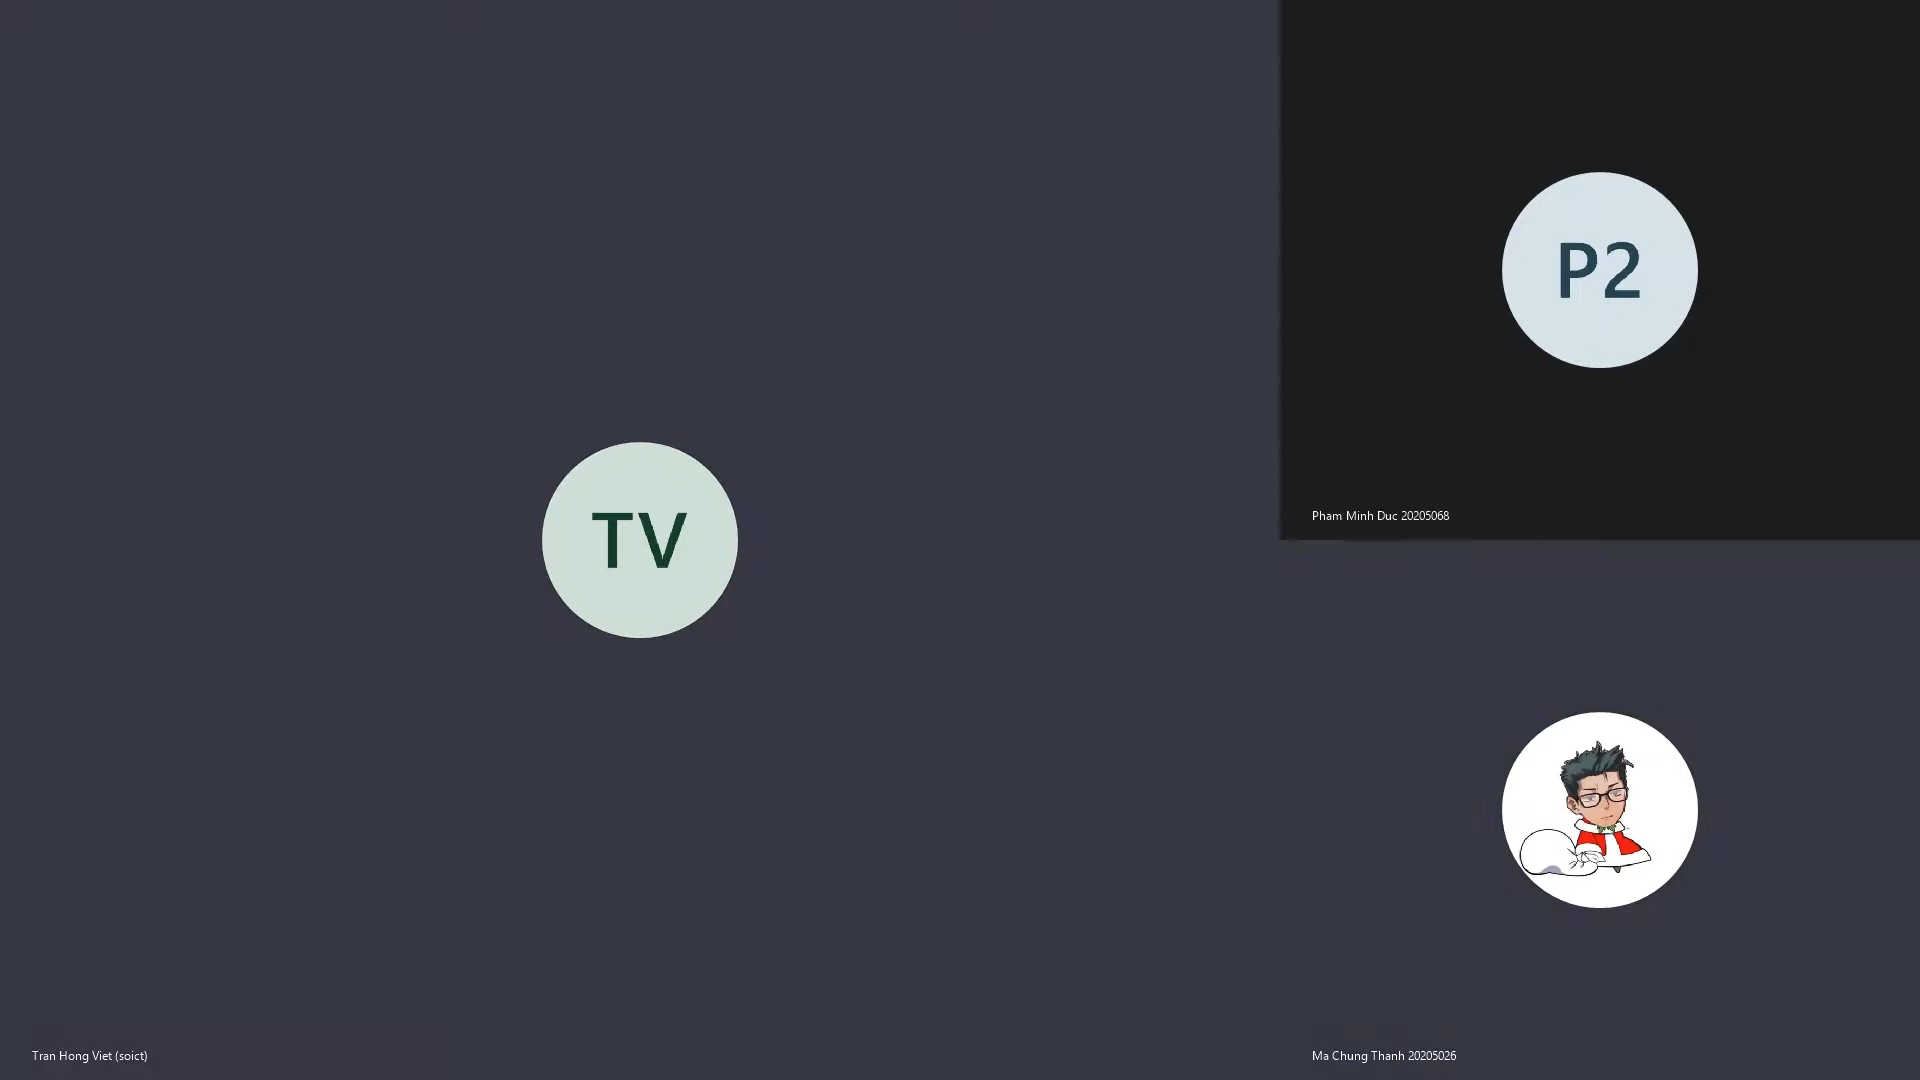 P2
Pham Minh Duc 20205068
TV
Tran Hong Viet (soict)
Ma Chung Thanh 20205026